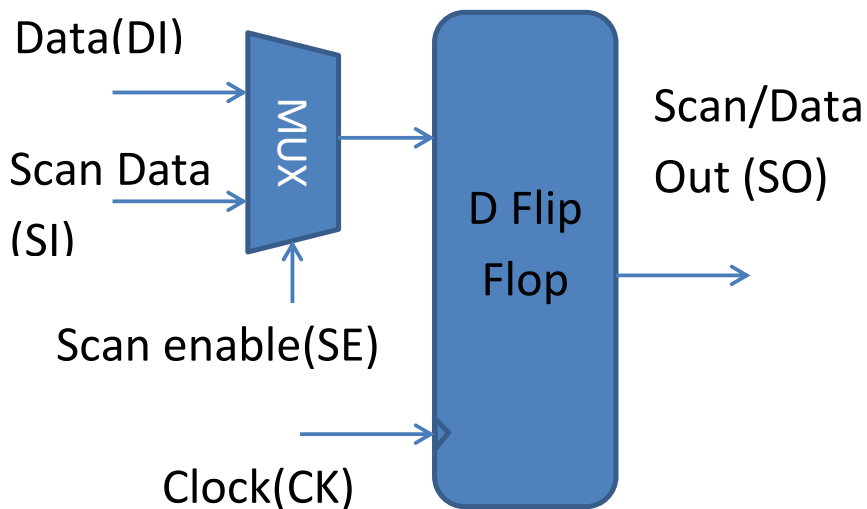 Data(DI)
MUX
Scan Data
(SI)
Scan enable(SE)
Clock(CK)
D Flip
Flop
Scan/Data
Out (SO)